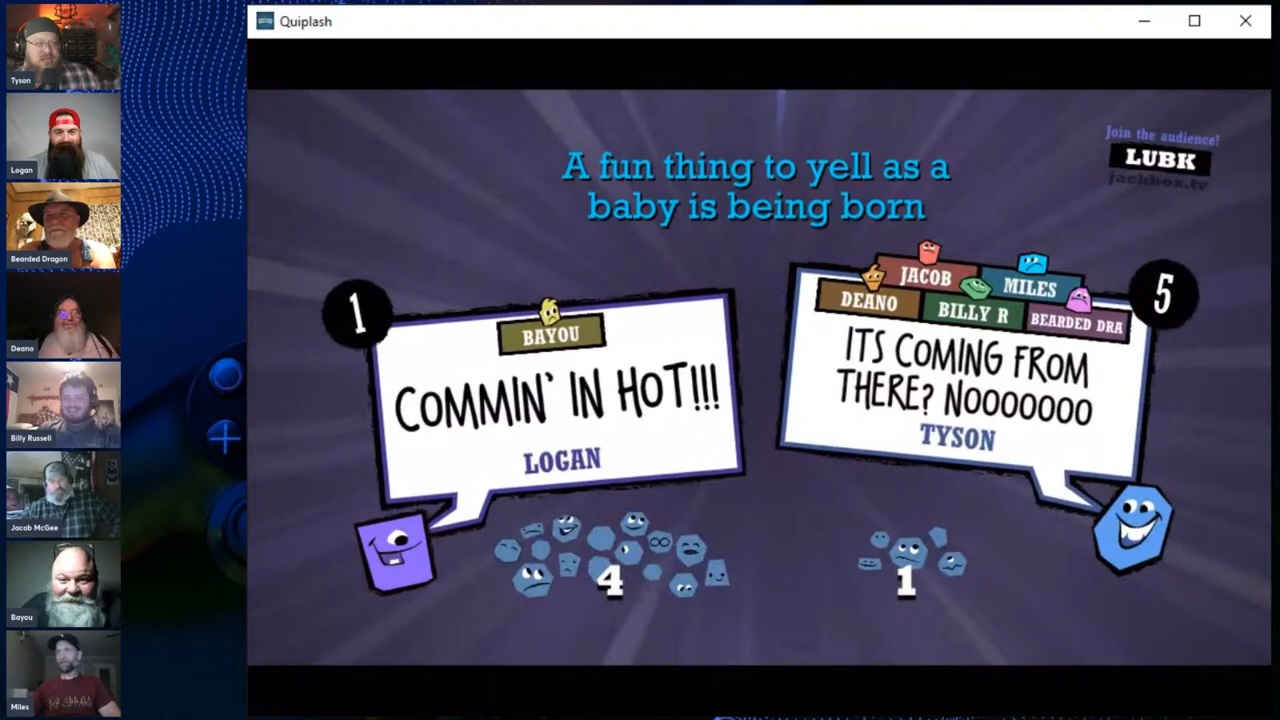 Quiplash
Tyson
Logan
Bearded Dragon
Deano
Billy Russell
Jacob McGee
Bayou
Miles
A fun thing to yell as a
baby is being born
Join the audience!
LUBK
jackbox.tv
1
BAYOU
COMMIN' IN HOT!!!
LOGAN
4
JACOB
MILES
DEANO
BILLY R
BEARDED DRA
5
ITS COMING FROM
THERE? NOOOOOOO
TYSON
1